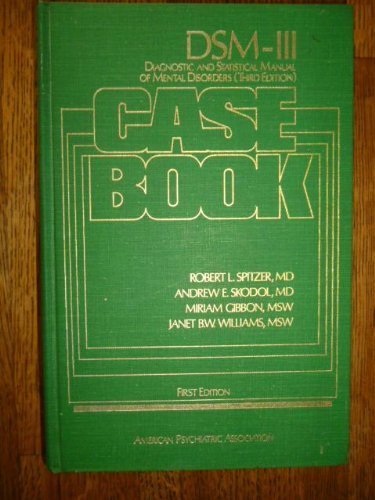 DSM-III
DIAGNOSTIC AND STATISTICAL MANUAL
OF MENTAL DISORDERS (THIRD EDITION)
CASE
BOOK
ROBERT L. SPITZER, MD
ANDREW E. SKODOL, MD
MIRIAM GIBBON, MSW
JANET B.W. WILLIAMS, MSW
FIRST EDITION
AMERICAN PSYCHIATRIC ASSOCIATION